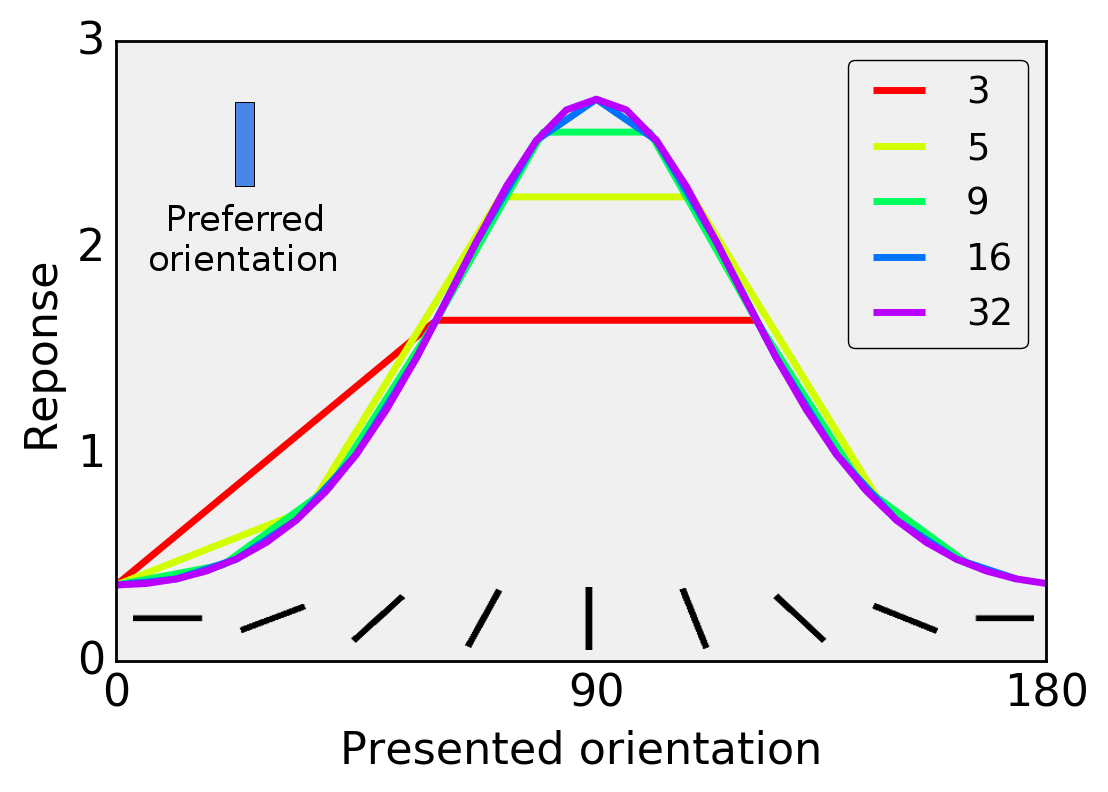 3
2
1
0
Reponse
Preferred
orientation
3
5
9
16
32
0 90 180
Presented orientation